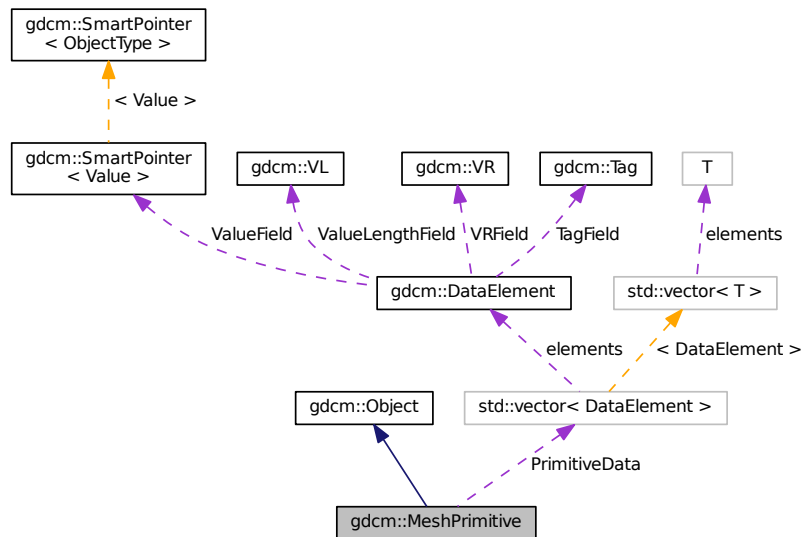 gdcm::SmartPointer
< ObjectType >
< Value >
gdcm::SmartPointer
< Value >
gdcm::VL
gdcm::VR
gdcm::Tag
T
ValueField
ValueLengthField
VRField
TagField
elements
gdcm::DataElement
std::vector< T >
elements
< DataElement >
gdcm::Object
std::vector< DataElement >
PrimitiveData
gdcm::MeshPrimitive